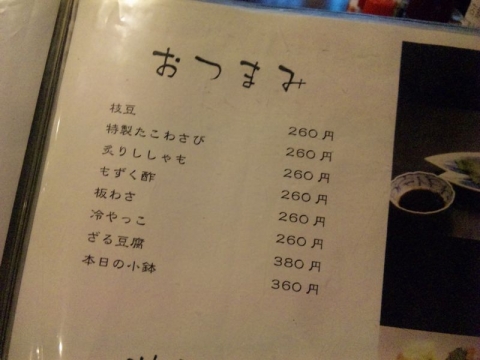 おつまみ
枝豆 260円
特製たこわさび 260円
炙りししゃも 260円
もずく酢 260円
板わさ 260円
冷やっこ 260円
ざる豆腐 380円
本日の小鉢 360円